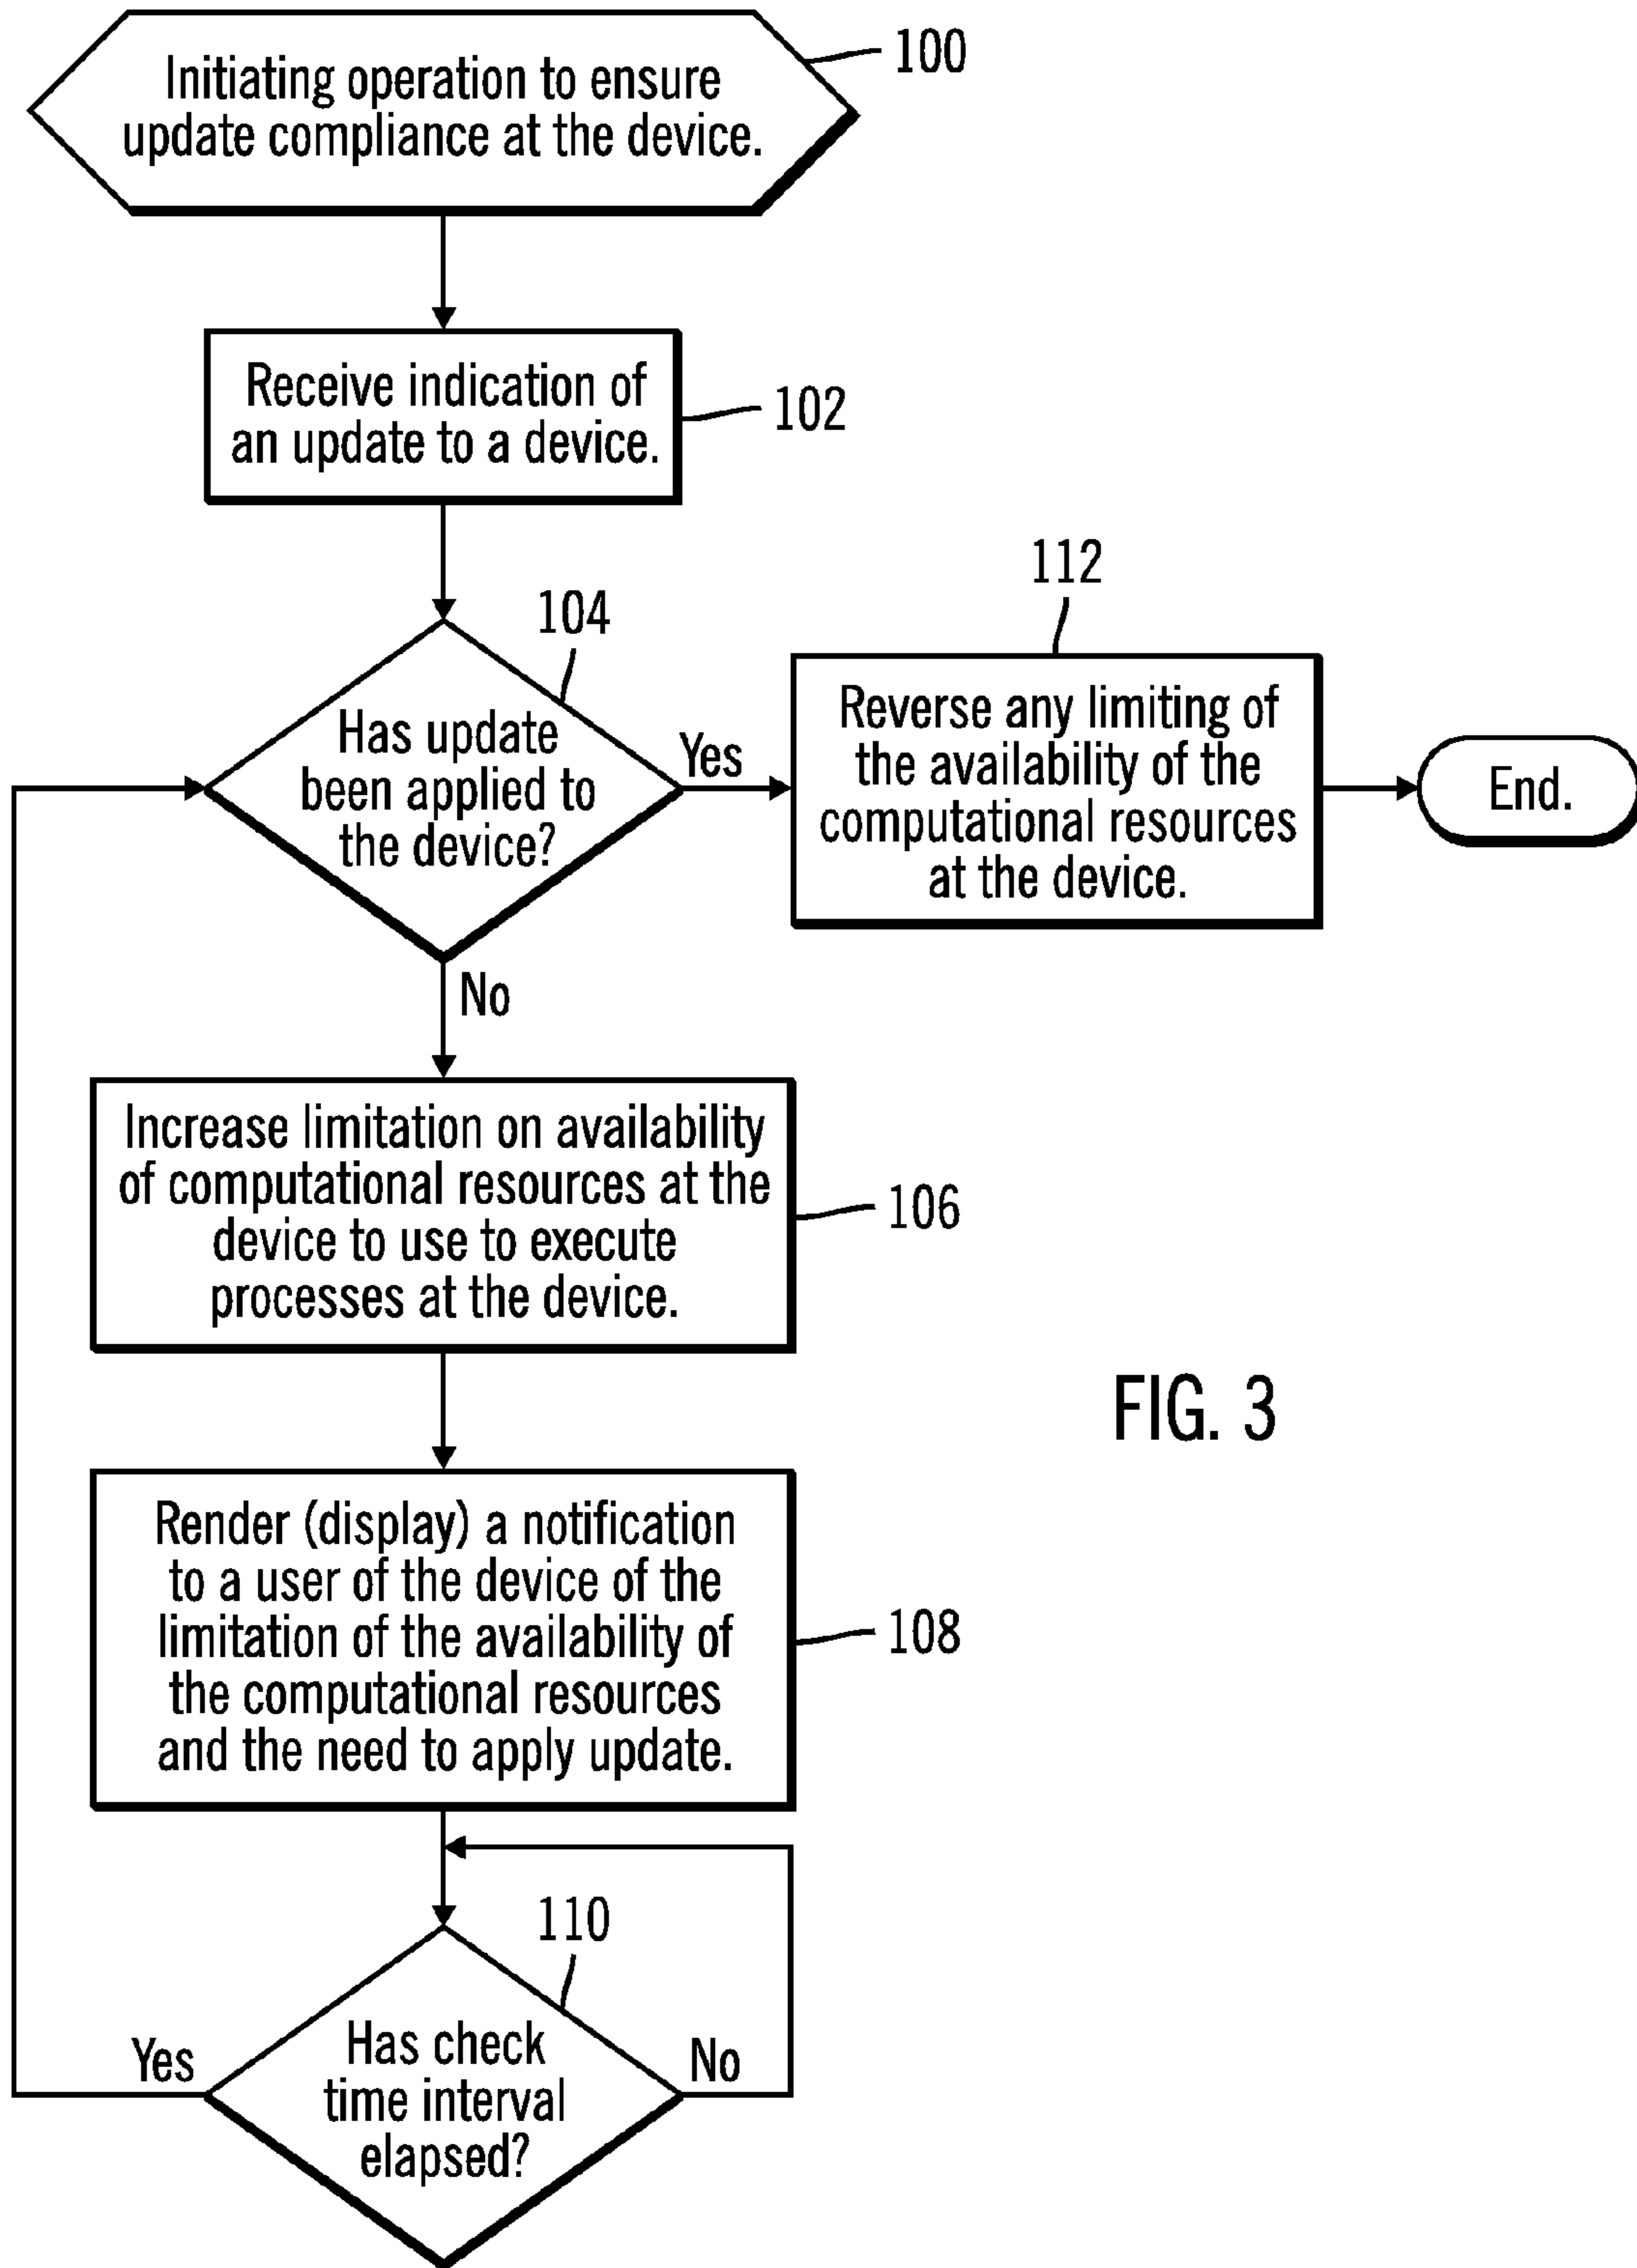 Initiating operation to ensure
update compliance at the device.
100
Receive indication of
an update to a device.
102
104
Has update
been applied to
the device?
Yes
No
112
Reverse any limiting of
the availability of the
computational resources
at the device.
End.
Increase limitation on availability
of computational resources at the
device to use to execute
processes at the device.
106
Render (display) a notification
to a user of the device of the
limitation of the availability of
the computational resources
and the need to apply update.
108
110
Has check
time interval
elapsed?
Yes
No
FIG. 3